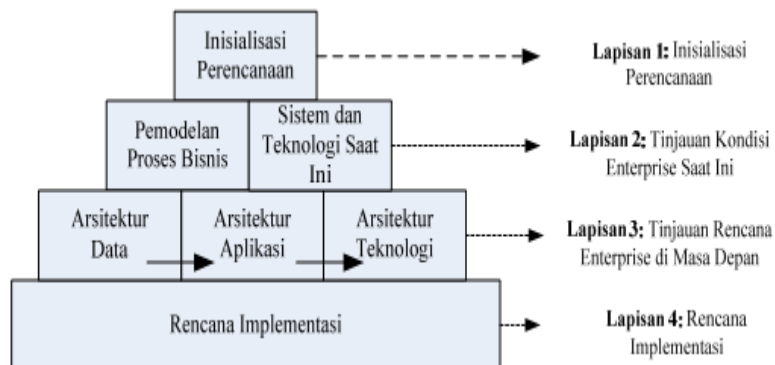 Inisialisasi
Perencanaan
Lapisan 1: Inisialisasi
Perencanaan
Pemodelan
Proses Bisnis
Sistem dan
Teknologi Saat
Ini
Lapisan 2: Tinjauan Kondisi
Enterprise Saat Ini
Arsitektur
Data
Arsitektur
Aplikasi
Arsitektur
Teknologi
Lapisan 3: Tinjauan Rencana
Enterprise di Masa Depan
Rencana Implementasi
Lapisan 4: Rencana
Implementasi